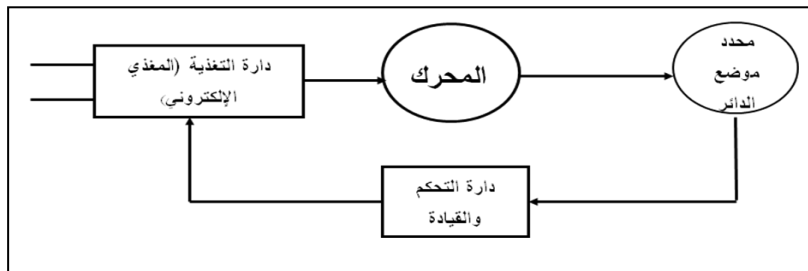 دارة التغذية (المغذي
الإلكتروني)
المحرك
محدد
موضع
الدائر
دارة التحكم
والقيادة